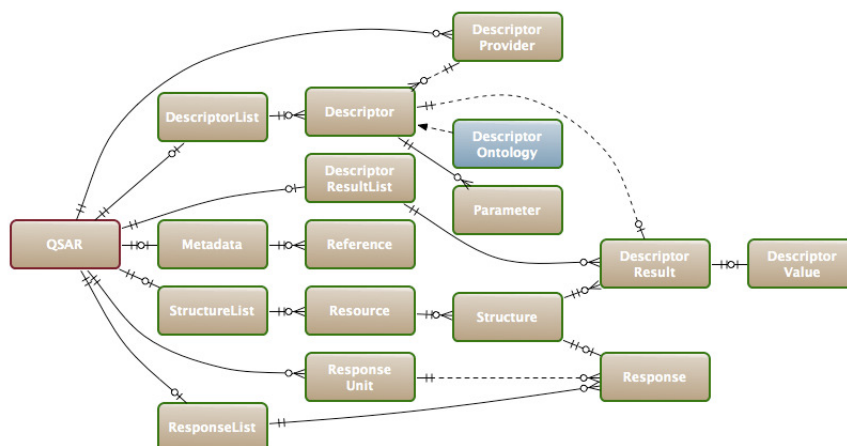 Descriptor
Provider
DescriptorList
Descriptor
Descriptor
Ontology
Descriptor
ResultList
Parameter
QSAR
Metadata
Reference
Descriptor
Result
Descriptor
Value
StructureList
Resource
Structure
Response
Unit
Response
ResponseList